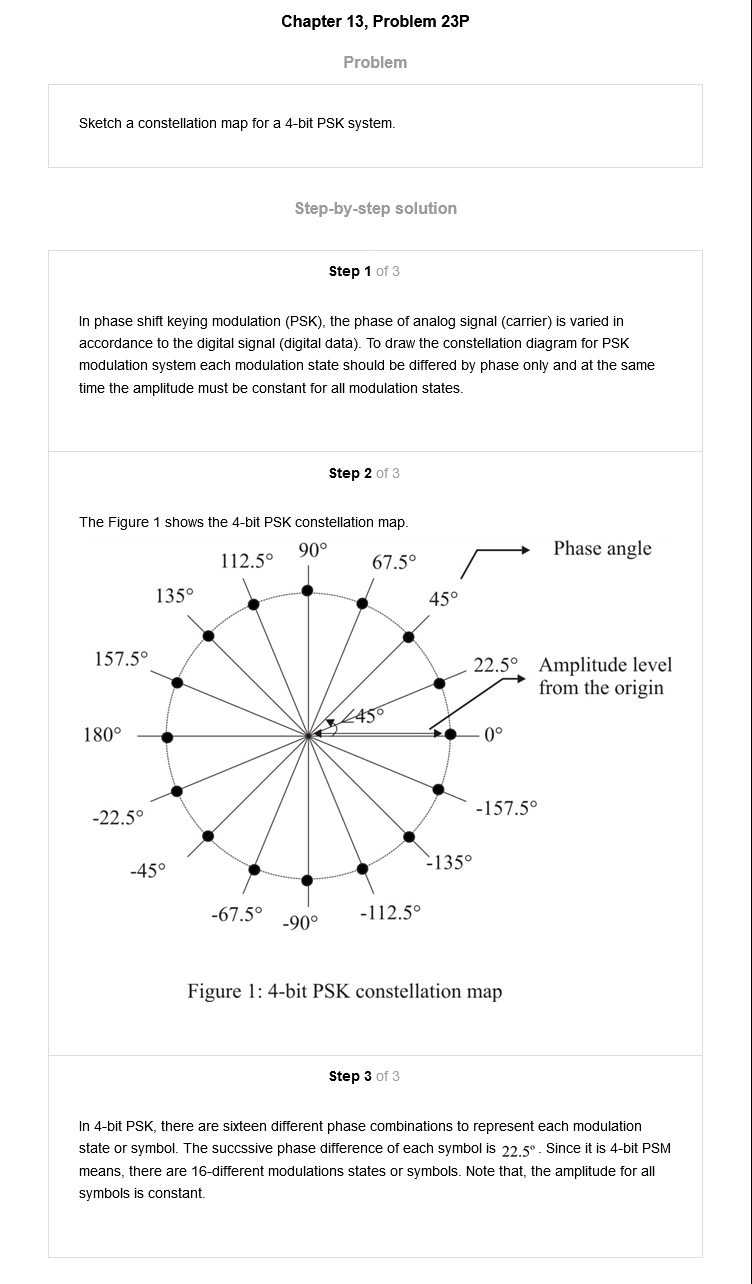 Chapter 13, Problem 23P
Problem
Sketch a constellation map for a 4-bit PSK system.
Step-by-step solution
Step 1 of 3
In phase shift keying modulation (PSK), the phase of analog signal (carrier) is varied in
accordance to the digital signal (digital data). To draw the constellation diagram for PSK
modulation system each modulation state should be differed by phase only and at the same
time the amplitude must be constant for all modulation states.
Step 2 of 3
The Figure 1 shows the 4-bit PSK constellation map.
90°
Phase angle
112.5°
67.5°
135°
45°
157.5°
22.5°
Amplitude level
from the origin
∠45°
180°
0°
-22.5°
-157.5°
-45°
-135°
-67.5°
-90°
-112.5°
Figure 1: 4-bit PSK constellation map
Step 3 of 3
In 4-bit PSK, there are sixteen different phase combinations to represent each modulation
state or symbol. The succssive phase difference of each symbol is 22.5° . Since it is 4-bit PSM
means, there are 16-different modulations states or symbols. Note that, the amplitude for all
symbols is constant.